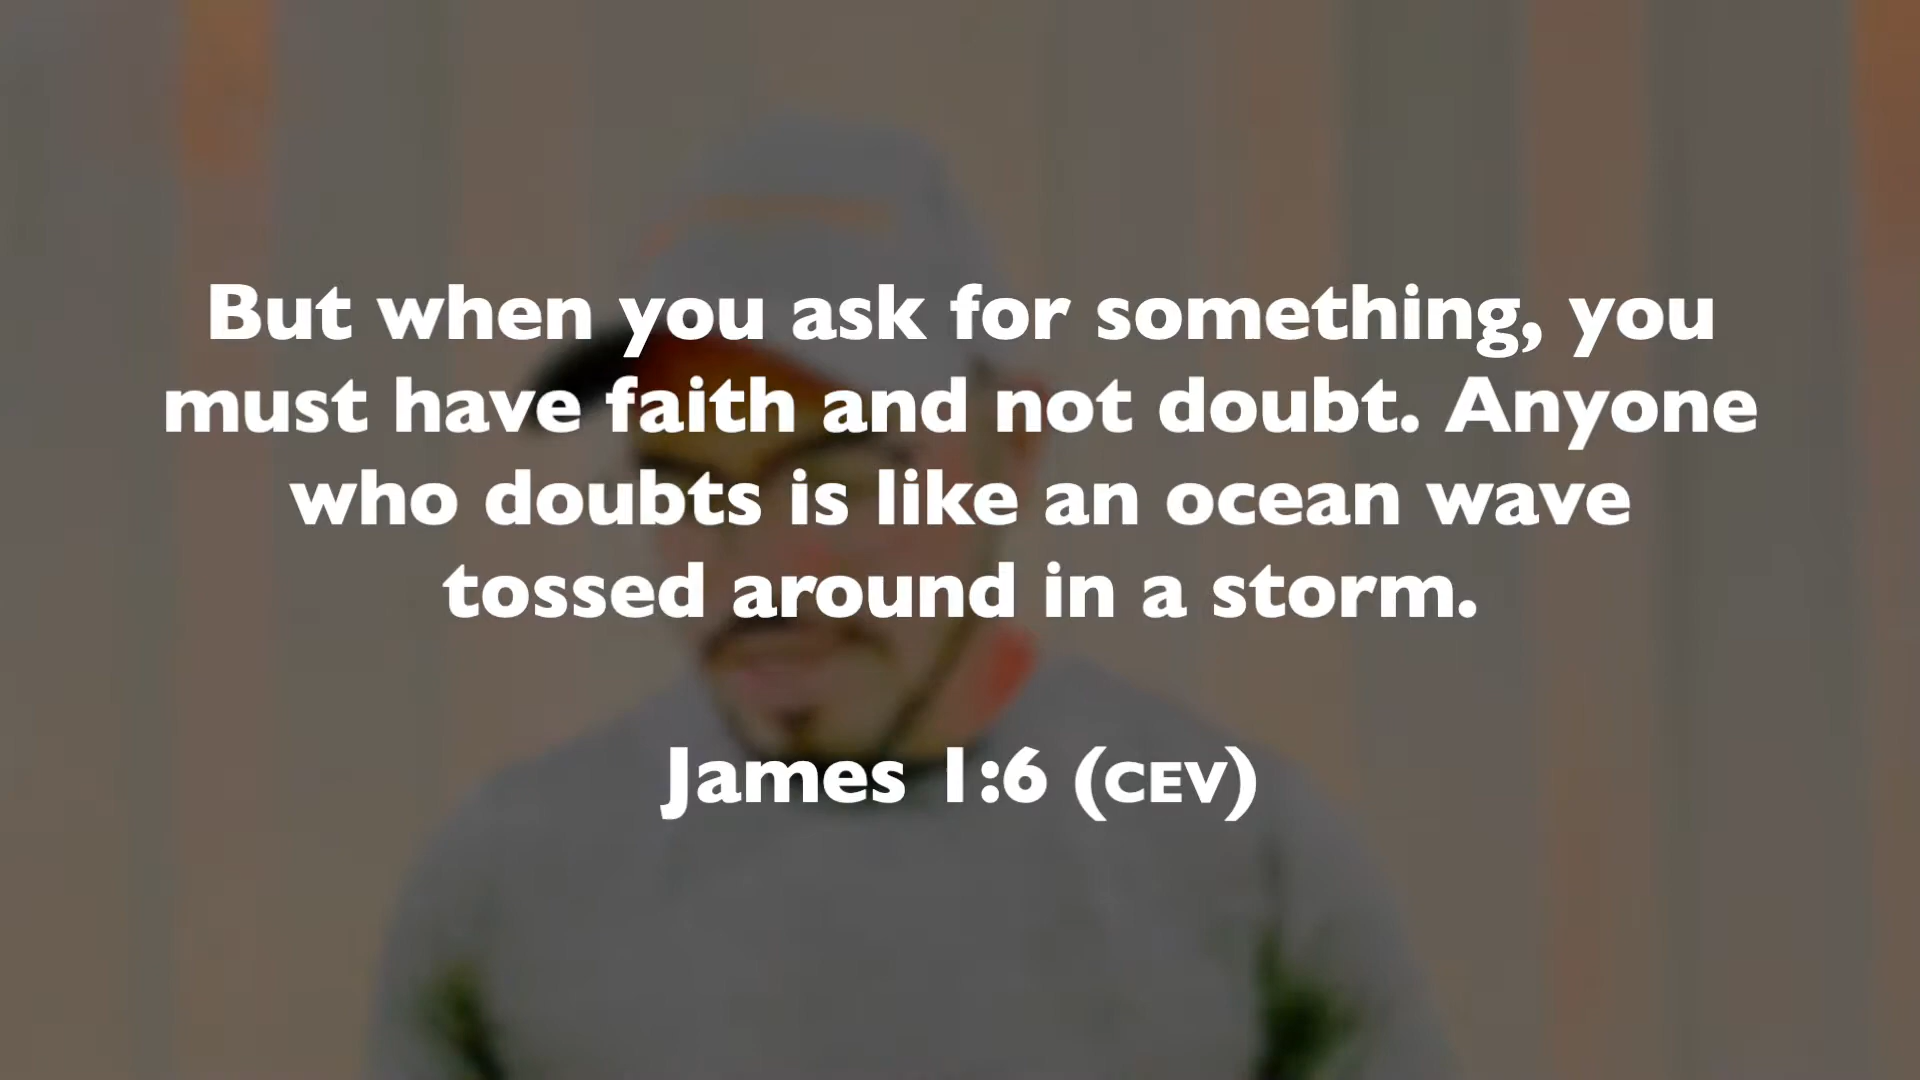 But when you ask for something, you
must have faith and not doubt. Anyone
who doubts is like an ocean wave
tossed around in a storm.
James 1:6 (CEV)